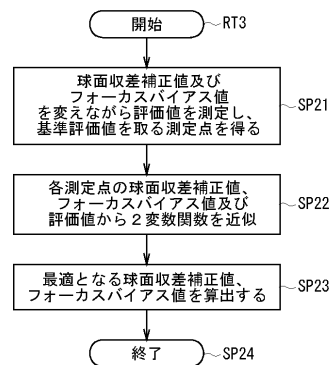 開始
RT3
球面収差補正値及び
フォーカスバイアス値
を変えながら評価値を測定し、
基準評価値を取る測定点を得る
SP21
各測定点の球面収差補正値、
フォーカスバイアス値及び
評価値から2変数関数を近似
SP22
最適となる球面収差補正値、
フォーカスバイアス値を算出する
SP23
終了
SP24